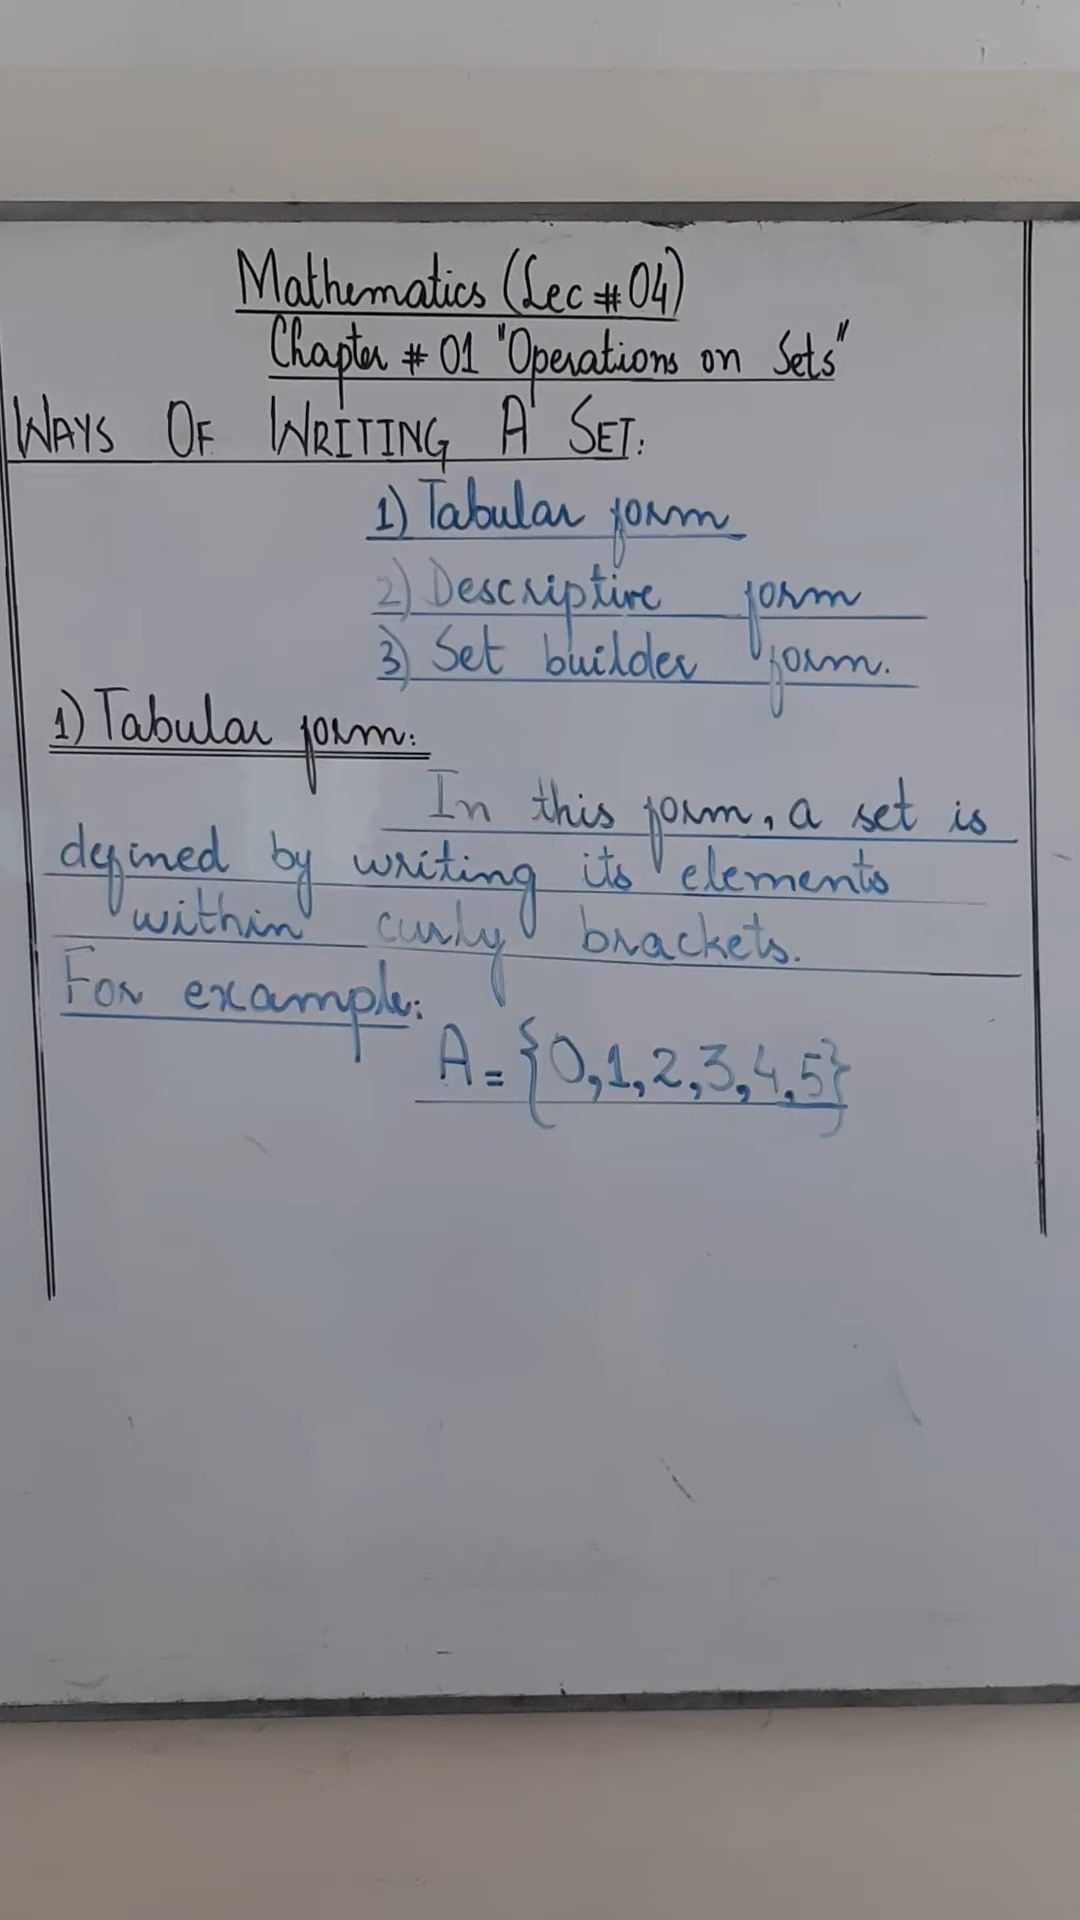 Mathematics (Lec # 04)
Chapter # 01 "Operations on Sets"
WAYS OF WRITING A SET:
1) Tabular form
2) Descriptive form
3) Set builder form.
1) Tabular form:
In this form, a set is
defined by writing its elements
within curly brackets.
For example:
A = {0,1,2,3,4,5}